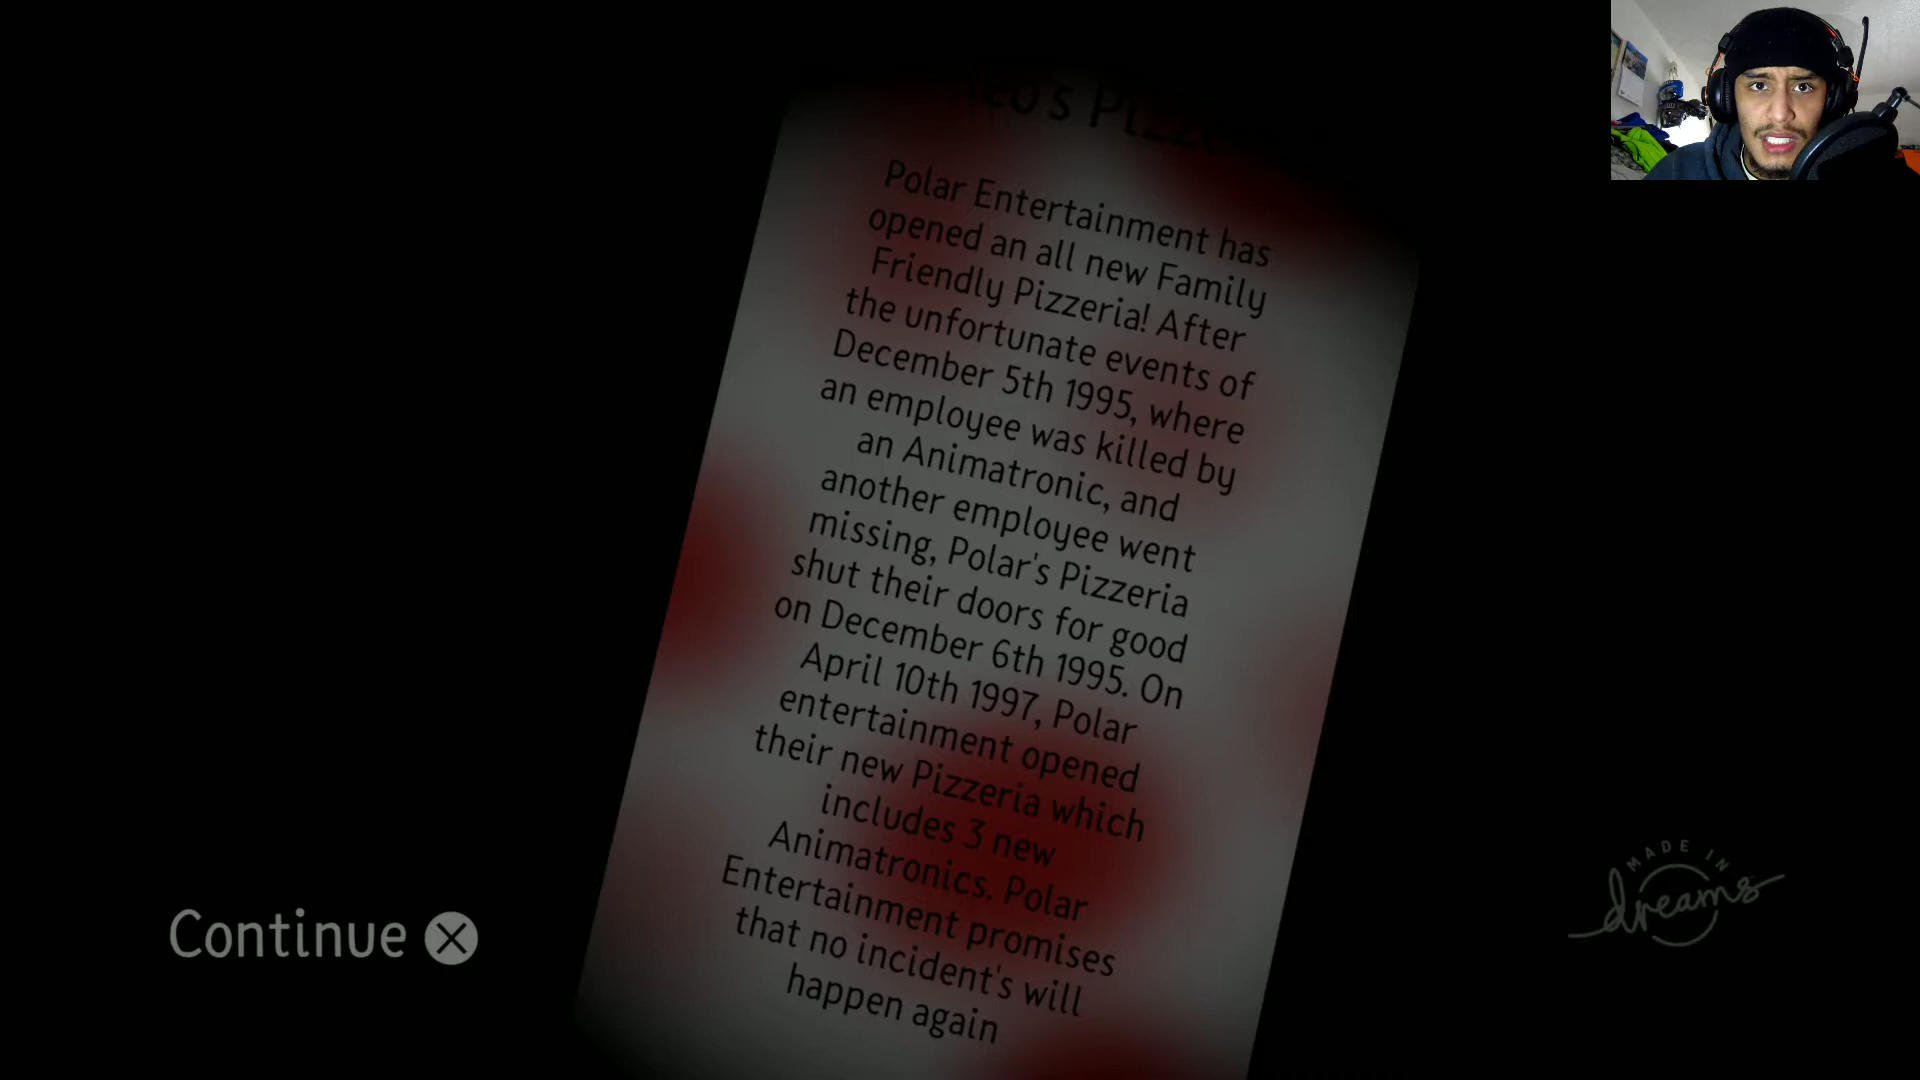 Polar Entertainment has
opened an all new Family
Friendly Pizzeria! After
the unfortunate events of
December 5th 1995, where
an employee was killed by
an Animatronic, and
another employee went
missing, Polar's Pizzeria
shut their doors for good
on December 6th 1995. On
April 10th 1997, Polar
entertainment opened
their new Pizzeria which
includes 3 new
Animatronics. Polar
Entertainment promises
that no incident's will
happen again
Continue
MADE IN
dreams